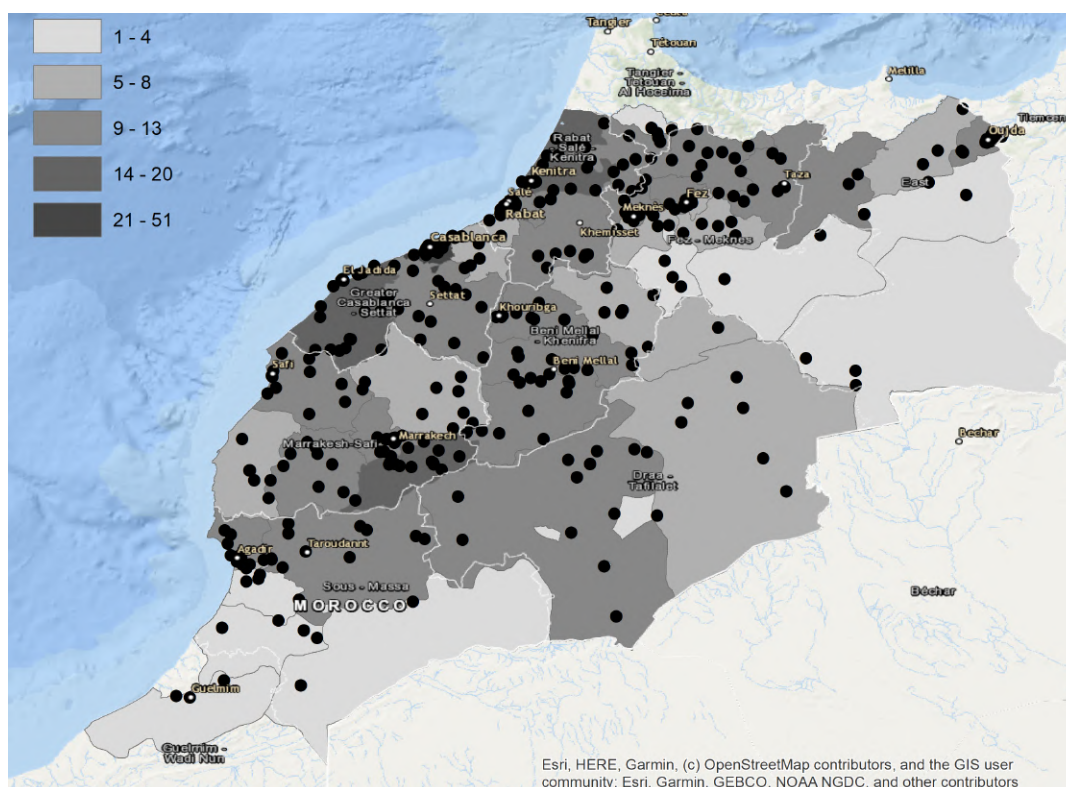 1 - 4
5 - 8
9 - 13
14 - 20
21 - 51
Tangier
Tétouan
Tangier -
Tetouan -
Al Hoceima
Melilla
Tlemcen
Oujda
Rabat
Salé
Kenitra
Kenitra
Salé
Rabat
Taza
East
Fez
Meknès
Khemisset
Fez - Meknes
Casablanca
El Jadida
Greater
Casablanca
- Settat
Settat
Khouribga
Beni Mellal
- Khenifra
Beni Mellal
Safi
Marrakesh-Safi
Marrakech
Bechar
Draa -
Tafilalet
Agadir
Taroudannt
Sous - Massa
MOROCCO
Béchar
Guelmim
Guelmim -
Wadi Nun
Esri, HERE, Garmin, (c) OpenStreetMap contributors, and the GIS user
community; Esri, Garmin, GEBCO, NOAA NGDC, and other contributors